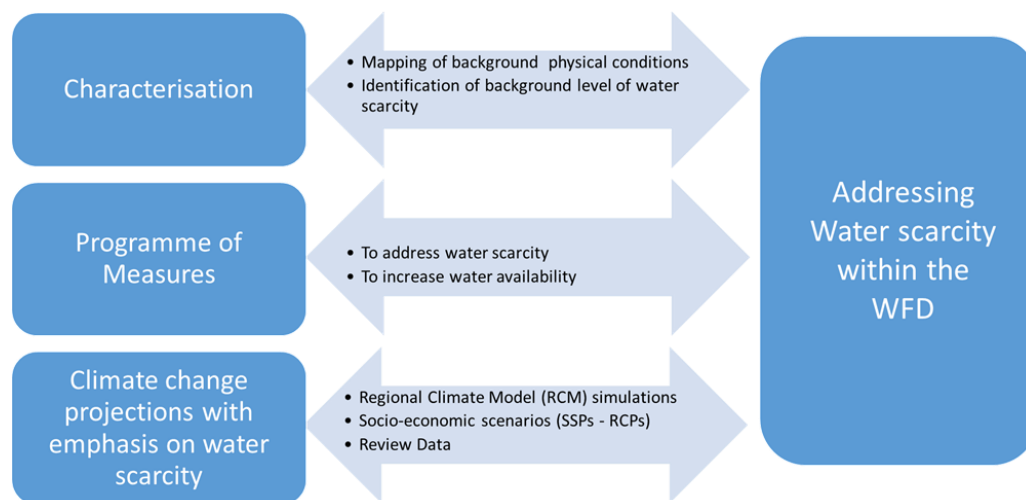 Characterisation
• Mapping of background physical conditions
• Identification of background level of water
scarcity
Programme of
Measures
• To address water scarcity
• To increase water availability
Climate change
projections with
emphasis on water
scarcity
• Regional Climate Model (RCM) simulations
• Socio-economic scenarios (SSPs - RCPs)
• Review Data
Addressing
Water scarcity
within the
WFD